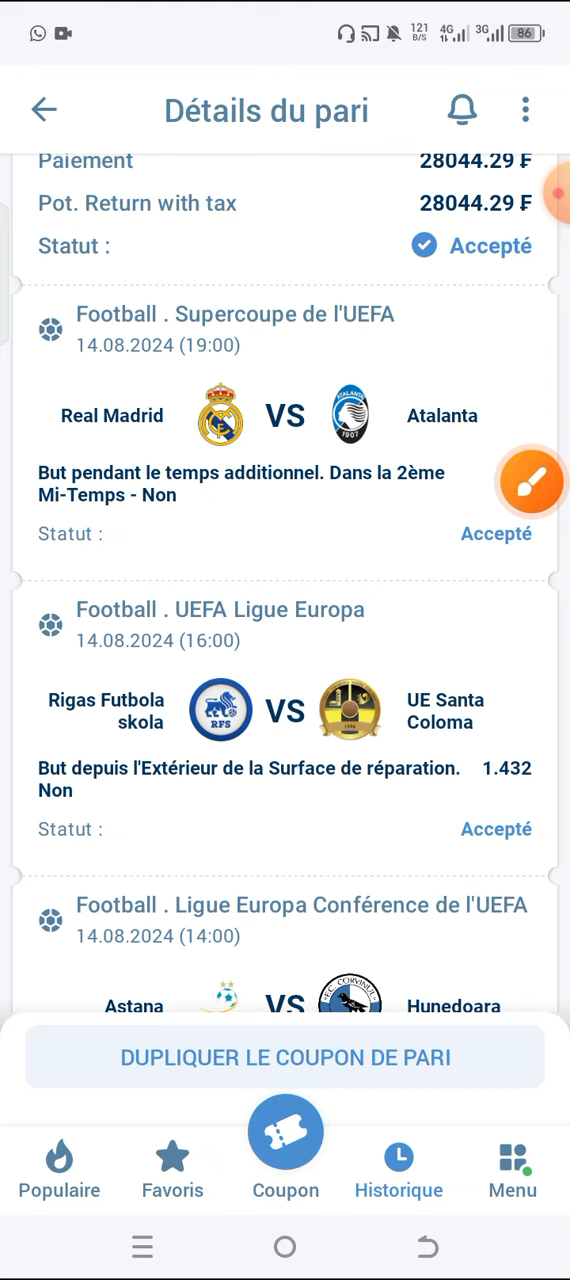 121
B/S
4G
3G
86
Détails du pari
Paiement 28044.29 ₣
Pot. Return with tax 28044.29 ₣
Statut : Accepté
Football . Supercoupe de l'UEFA
14.08.2024 (19:00)
Real Madrid VS Atalanta
ATALANTA
1907
But pendant le temps additionnel. Dans la 2ème
Mi-Temps - Non
Statut : Accepté
Football . UEFA Ligue Europa
14.08.2024 (16:00)
Rigas Futbola
skola
RFS
VS
1986
UE Santa
Coloma
But depuis l'Extérieur de la Surface de réparation. 1.432
Non
Statut : Accepté
Football . Ligue Europa Conférence de l'UEFA
14.08.2024 (14:00)
Astana VS Hunedoara
F.C. CORVINUL
DUPLIQUER LE COUPON DE PARI
Populaire Favoris Coupon Historique Menu